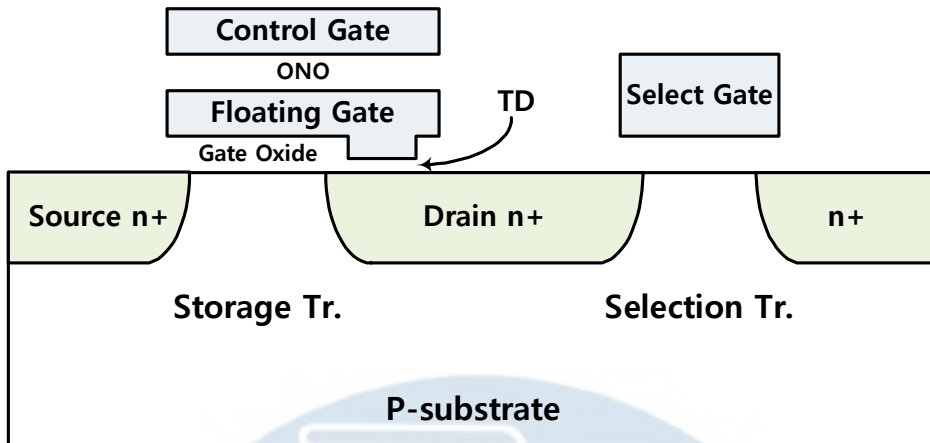 Control Gate
ONO
Floating Gate
Select Gate
TD
Gate Oxide
Source n+
Drain n+
n+
Storage Tr.
Selection Tr.
P-substrate